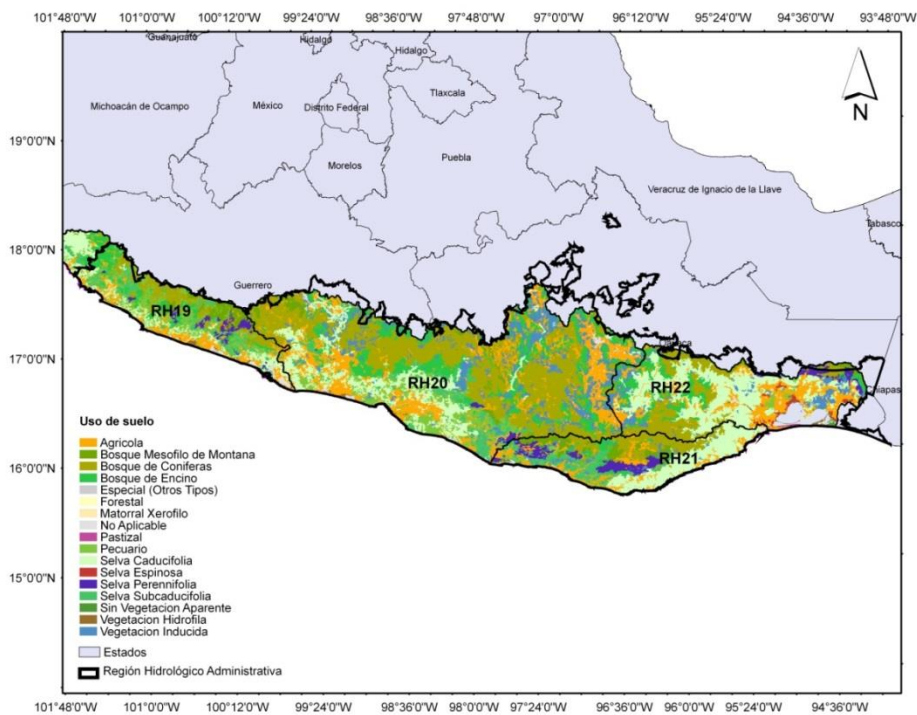 101°48'0"W 101°0'0"W 100°12'0"W 99°24'0"W 98°36'0"W 97°48'0"W 97°0'0"W 96°12'0"W 95°24'0"W 94°36'0"W 93°48'0"W
Guanajuato
Hidalgo
Hidalgo
Tlaxcala
Michoacán de Ocampo
México
Distrito Federal
N
19°0'0"N
Morelos
Puebla
Veracruz de Ignacio de la Llave
Tabasco
18°0'0"N
Guerrero
RH19
17°0'0"N
RH20
RH22
Chiapas
RH21
16°0'0"N
15°0'0"N
Uso de suelo
Agricola
Bosque Mesofilo de Montana
Bosque de Coniferas
Bosque de Encino
Especial (Otros Tipos)
Forestal
Matorral Xerofilo
No Aplicable
Pastizal
Pecuario
Selva Caducifolia
Selva Espinosa
Selva Perennifolia
Selva Subcaducifolia
Sin Vegetacion Aparente
Vegetacion Hidrofila
Vegetacion Inducida
Estados
Región Hidrológico Administrativa
101°48'0"W 101°0'0"W 100°12'0"W 99°24'0"W 98°36'0"W 98°0'0"W 97°24'0"W 96°36'0"W 96°0'0"W 95°24'0"W 94°36'0"W